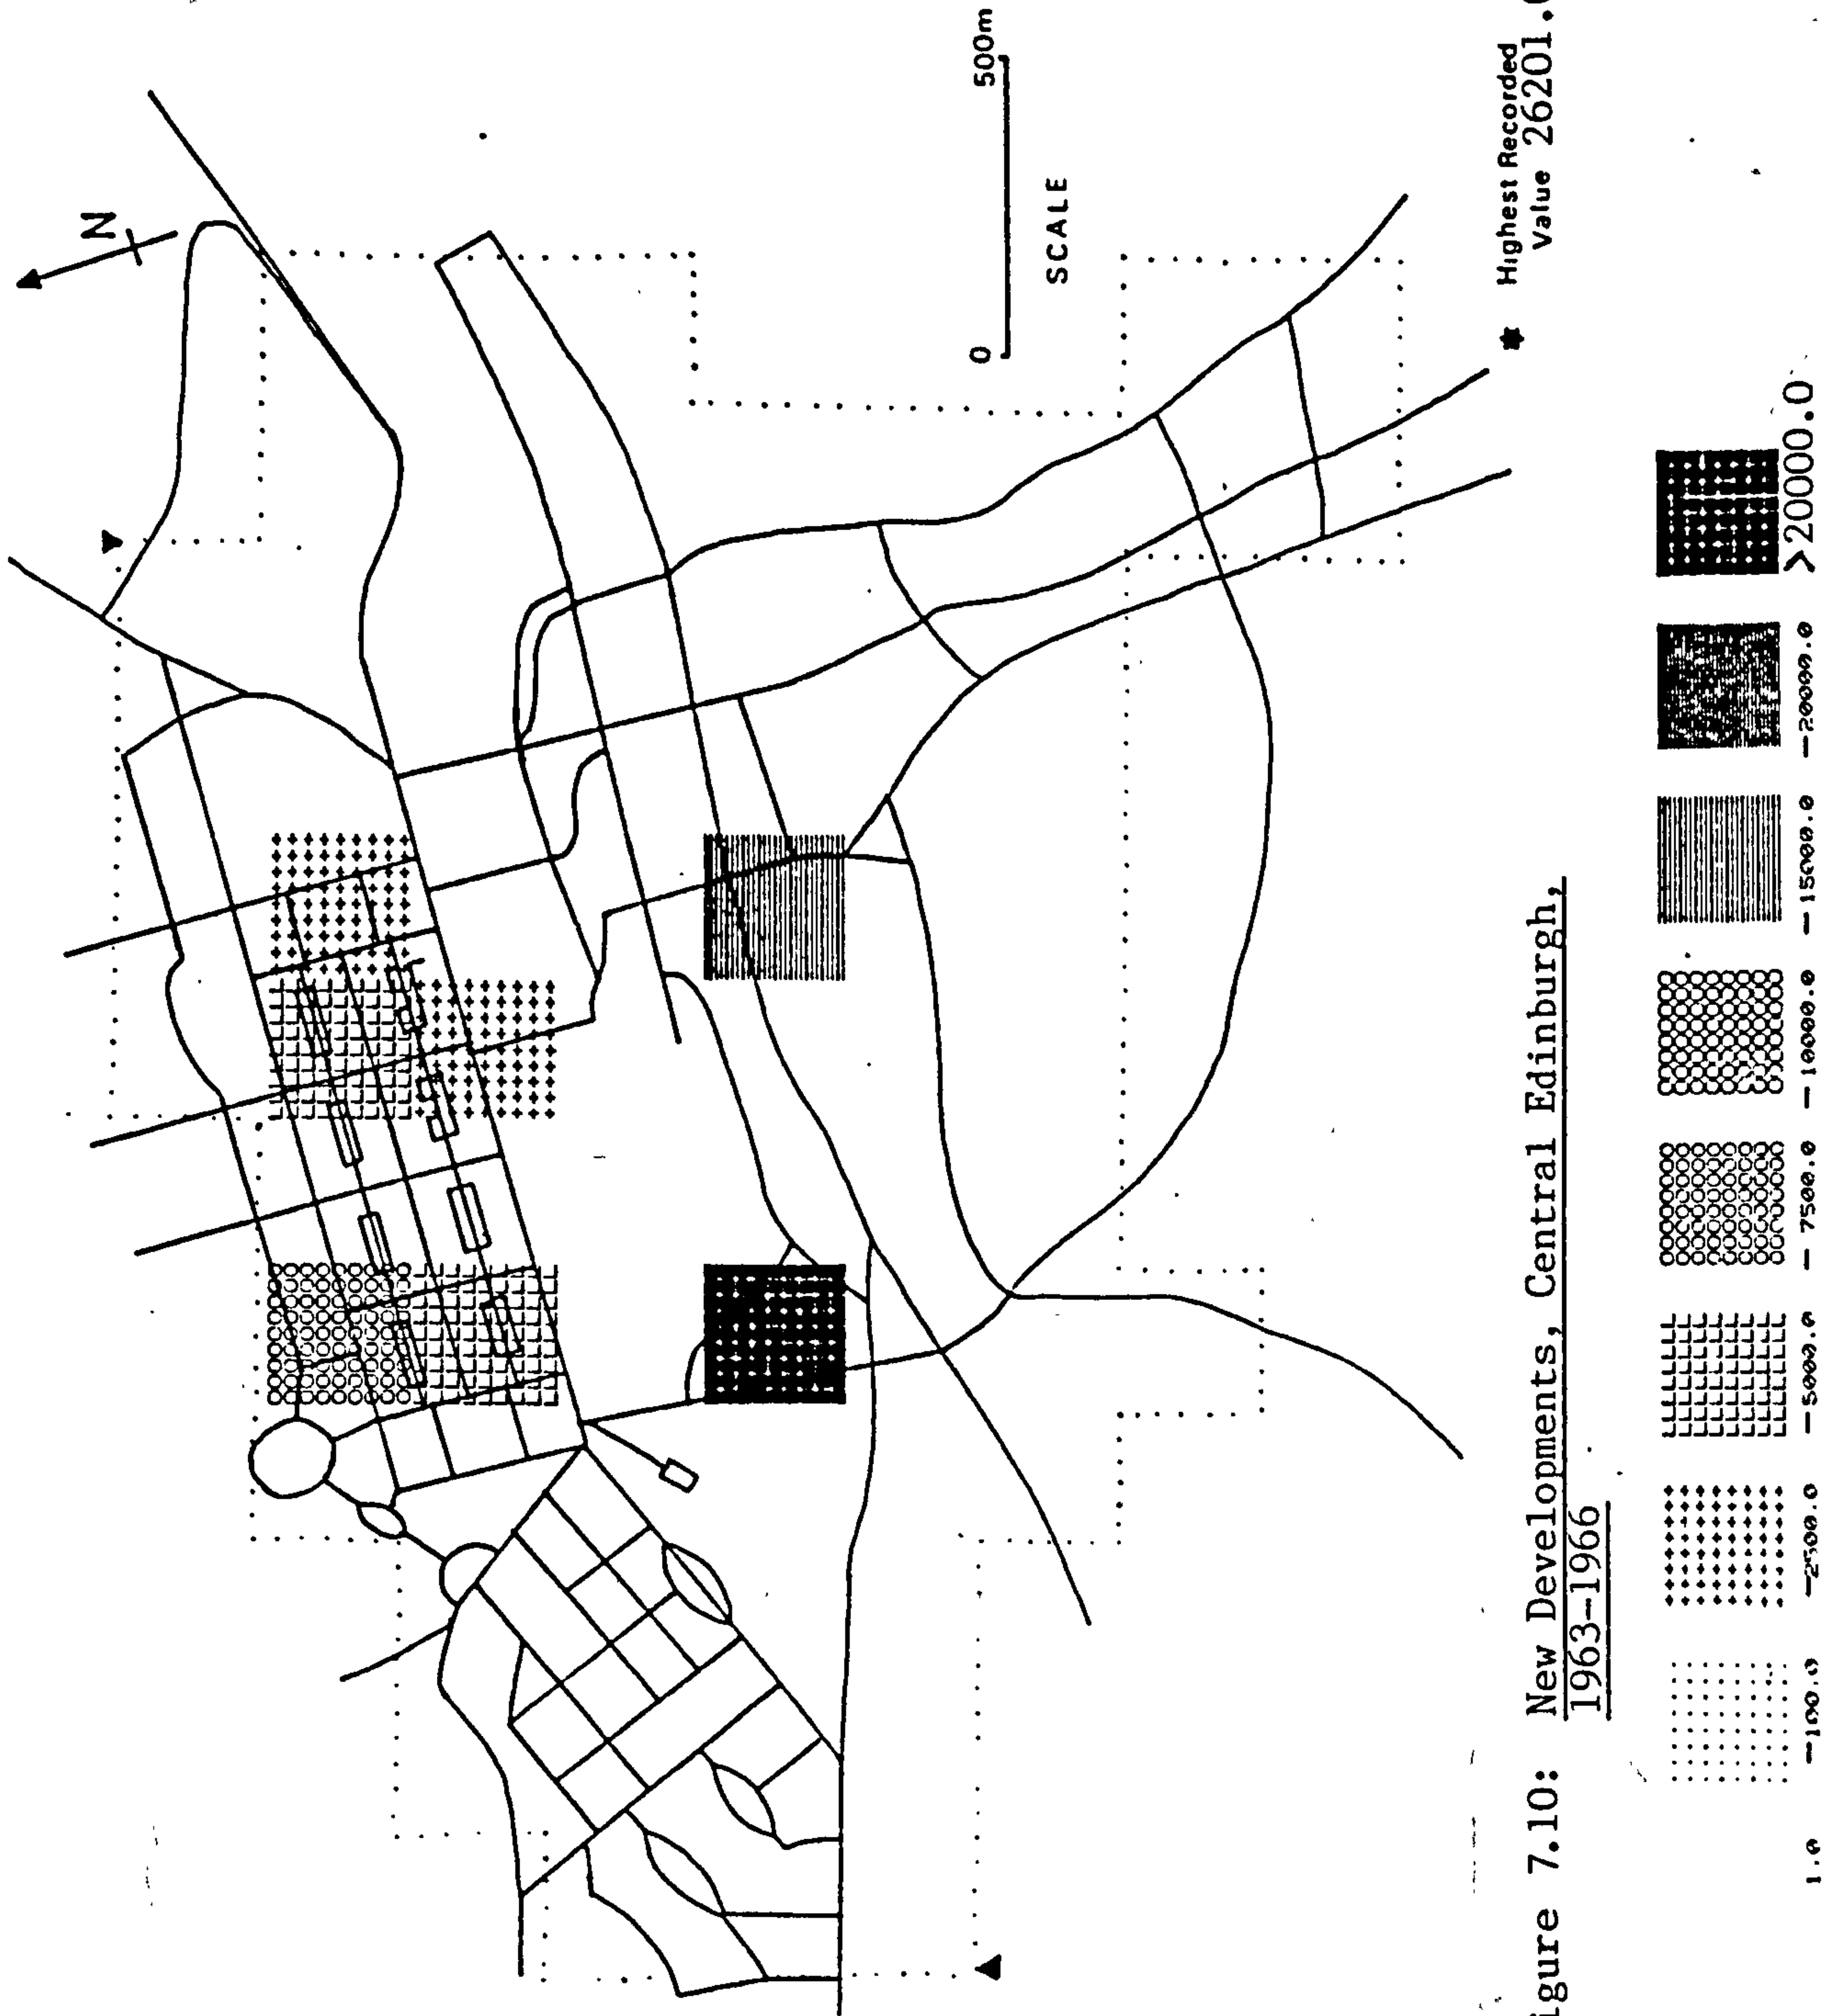 N
0 500m
SCALE
* Highest Recorded
Value 26201.0
igure 7.10: New Developments, Central Edinburgh,
1963-1966
1.0 -100.0 -2500.0 -5000.0 -7500.0 -10000.0 -15000.0 -20000.0 >20000.0